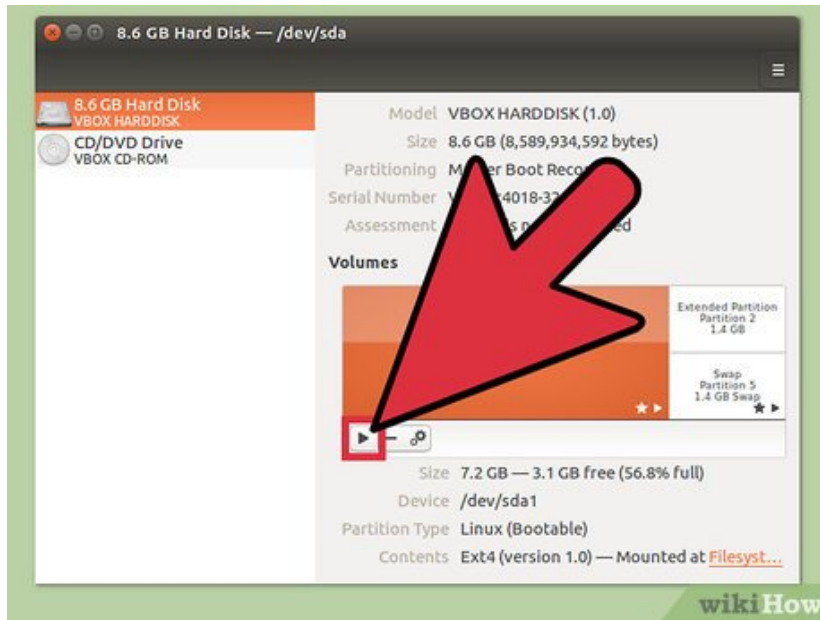 8.6 GB Hard Disk — /dev/sda
8.6 GB Hard Disk
VBOX HARDDISK
CD/DVD Drive
VBOX CD-ROM
Model VBOX HARDDISK (1.0)
Size 8.6 GB (8,589,934,592 bytes)
Partitioning Boot
Serial Number
Assessment
Volumes
Extended Partition
Partition 2
1.4 GB
Swap
Partition 5
1.4 GB Swap
Size 7.2 GB — 3.1 GB free (56.8% full)
Device /dev/sda1
Partition Type Linux (Bootable)
Contents Ext4 (version 1.0) — Mounted at Filesyst...
wikiHow